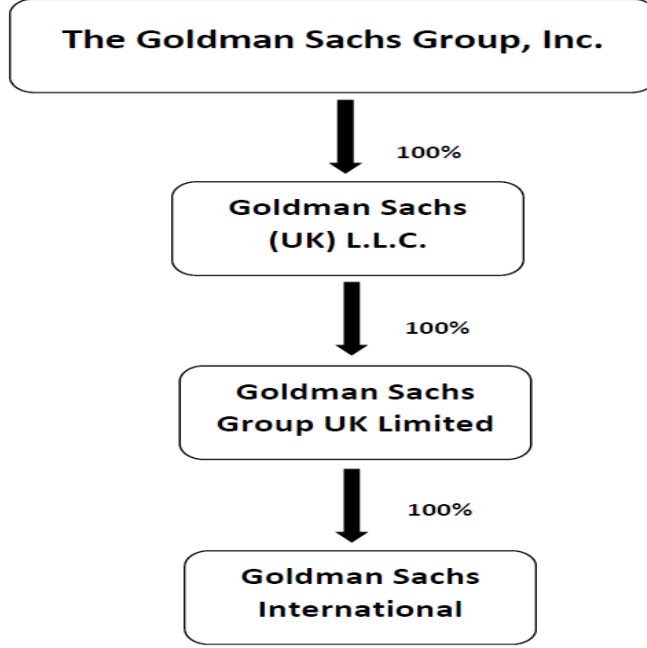 The Goldman Sachs Group, Inc.
100%
Goldman Sachs
(UK) L.L.C.
100%
Goldman Sachs
Group UK Limited
100%
Goldman Sachs
International